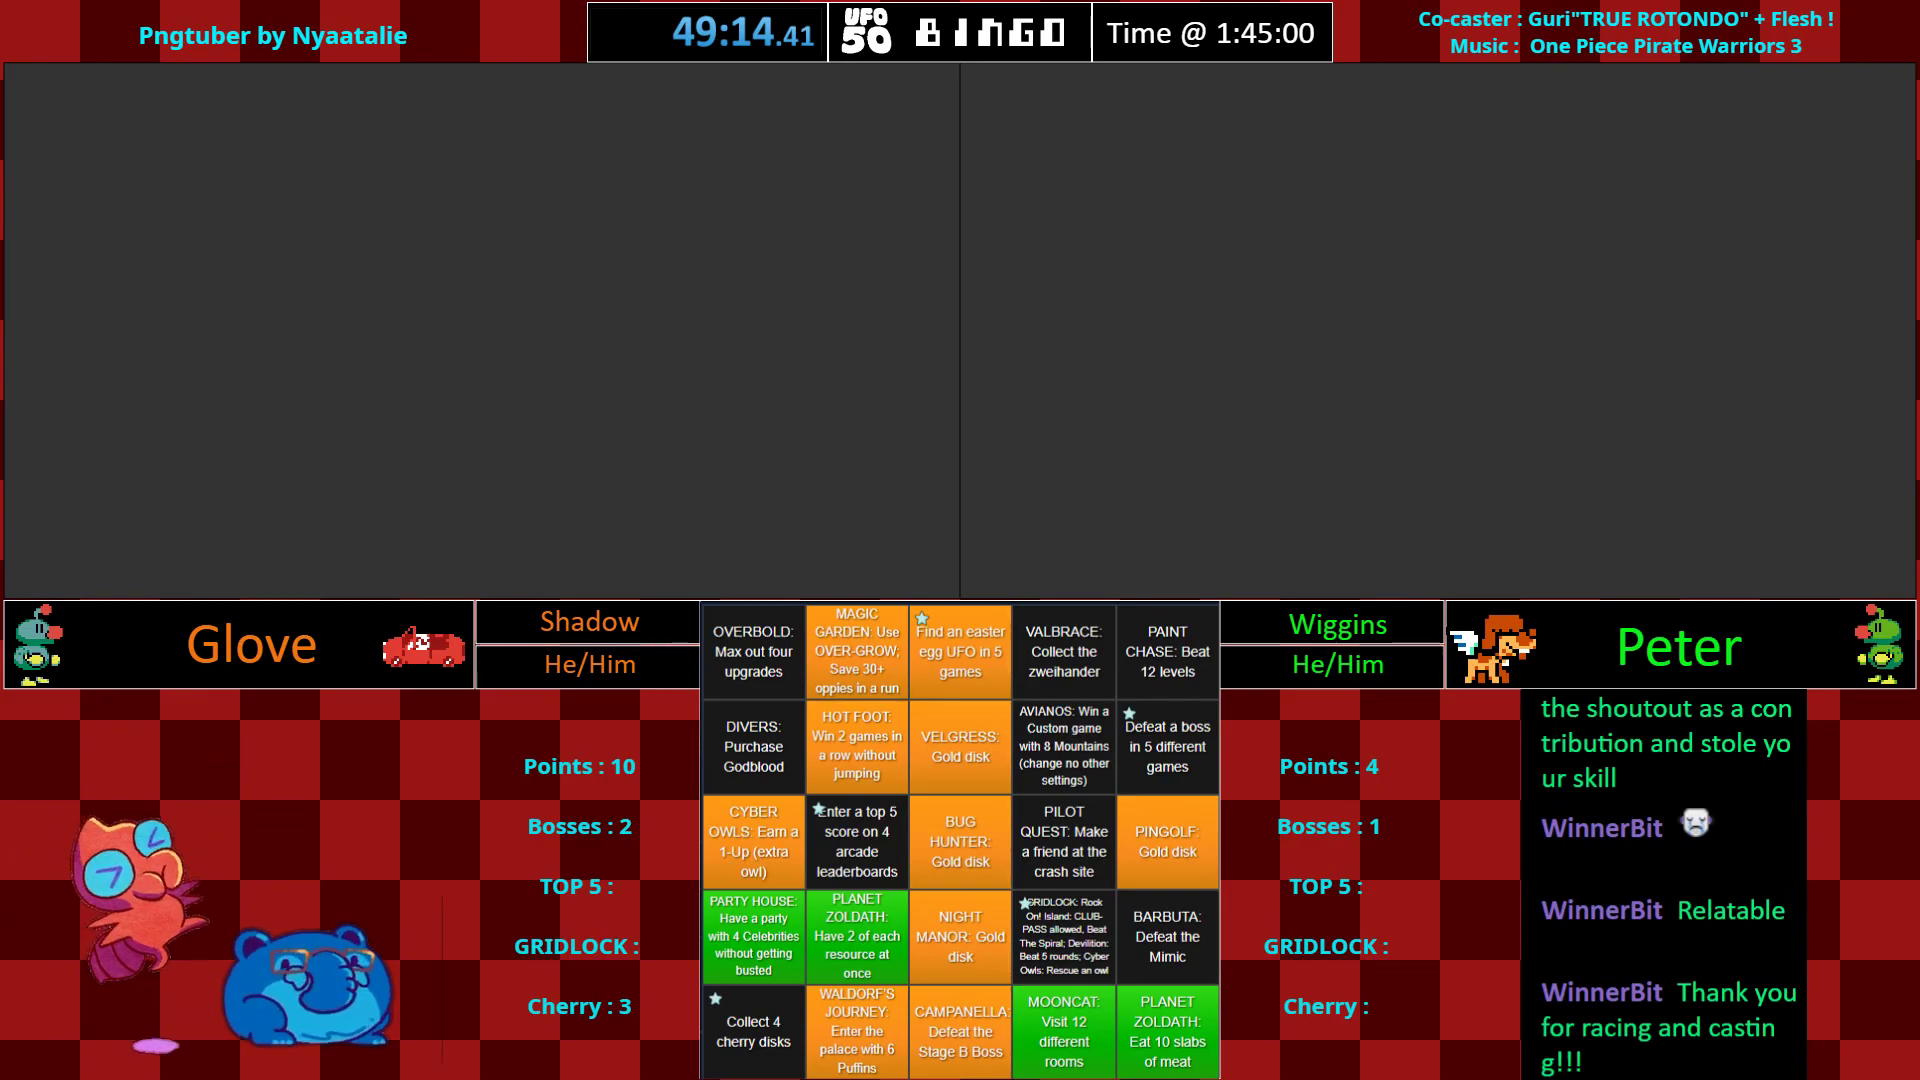 Pngtuber by Nyaatalie
49:14.41
UFO 50
BINGO
Time @ 1:45:00
Co-caster : Guri"TRUE ROTONDO" + Flesh !
Music :  One Piece Pirate Warriors 3
Glove
Shadow
He/Him
Wiggins
He/Him
Peter
Points : 10
Bosses : 2
TOP 5 :
GRIDLOCK :
Cherry : 3
OVERBOLD:
Max out four
upgrades
MAGIC
GARDEN: Use
OVER-GROW;
Save 30+
oppies in a run
Find an easter
egg UFO in 5
games
VALBRACE:
Collect the
zweihander
PAINT
CHASE: Beat
12 levels
DIVERS:
Purchase
Godblood
HOT FOOT:
Win 2 games in
a row without
jumping
VELGRESS:
Gold disk
AVIANOS: Win a
Custom game
with 8 Mountains
(change no other
settings)
Defeat a boss
in 5 different
games
CYBER
OWLS: Earn a
1-Up (extra
owl)
Enter a top 5
score on 4
arcade
leaderboards
BUG
HUNTER:
Gold disk
PILOT
QUEST: Make
a friend at the
crash site
PINGOLF:
Gold disk
PARTY HOUSE:
Have a party
with 4 Celebrities
without getting
busted
PLANET
ZOLDATH:
Have 2 of each
resource at
once
NIGHT
MANOR: Gold
disk
GRIDLOCK: Rock
On! Island: CLUB-
PASS allowed, Beat
The Spiral; Devilition:
Beat 5 rounds; Cyber
Owls: Rescue an owl
BARBUTA:
Defeat the
Mimic
Collect 4
cherry disks
WALDORF'S
JOURNEY:
Enter the
palace with 6
Puffins
CAMPANELLA:
Defeat the
Stage B Boss
MOONCAT:
Visit 12
different
rooms
PLANET
ZOLDATH:
Eat 10 slabs
of meat
Points : 4
Bosses : 1
TOP 5 :
GRIDLOCK :
Cherry :
the shoutout as a con
tribution and stole yo
ur skill
WinnerBit
WinnerBit Relatable
WinnerBit Thank you
for racing and castin
g!!!